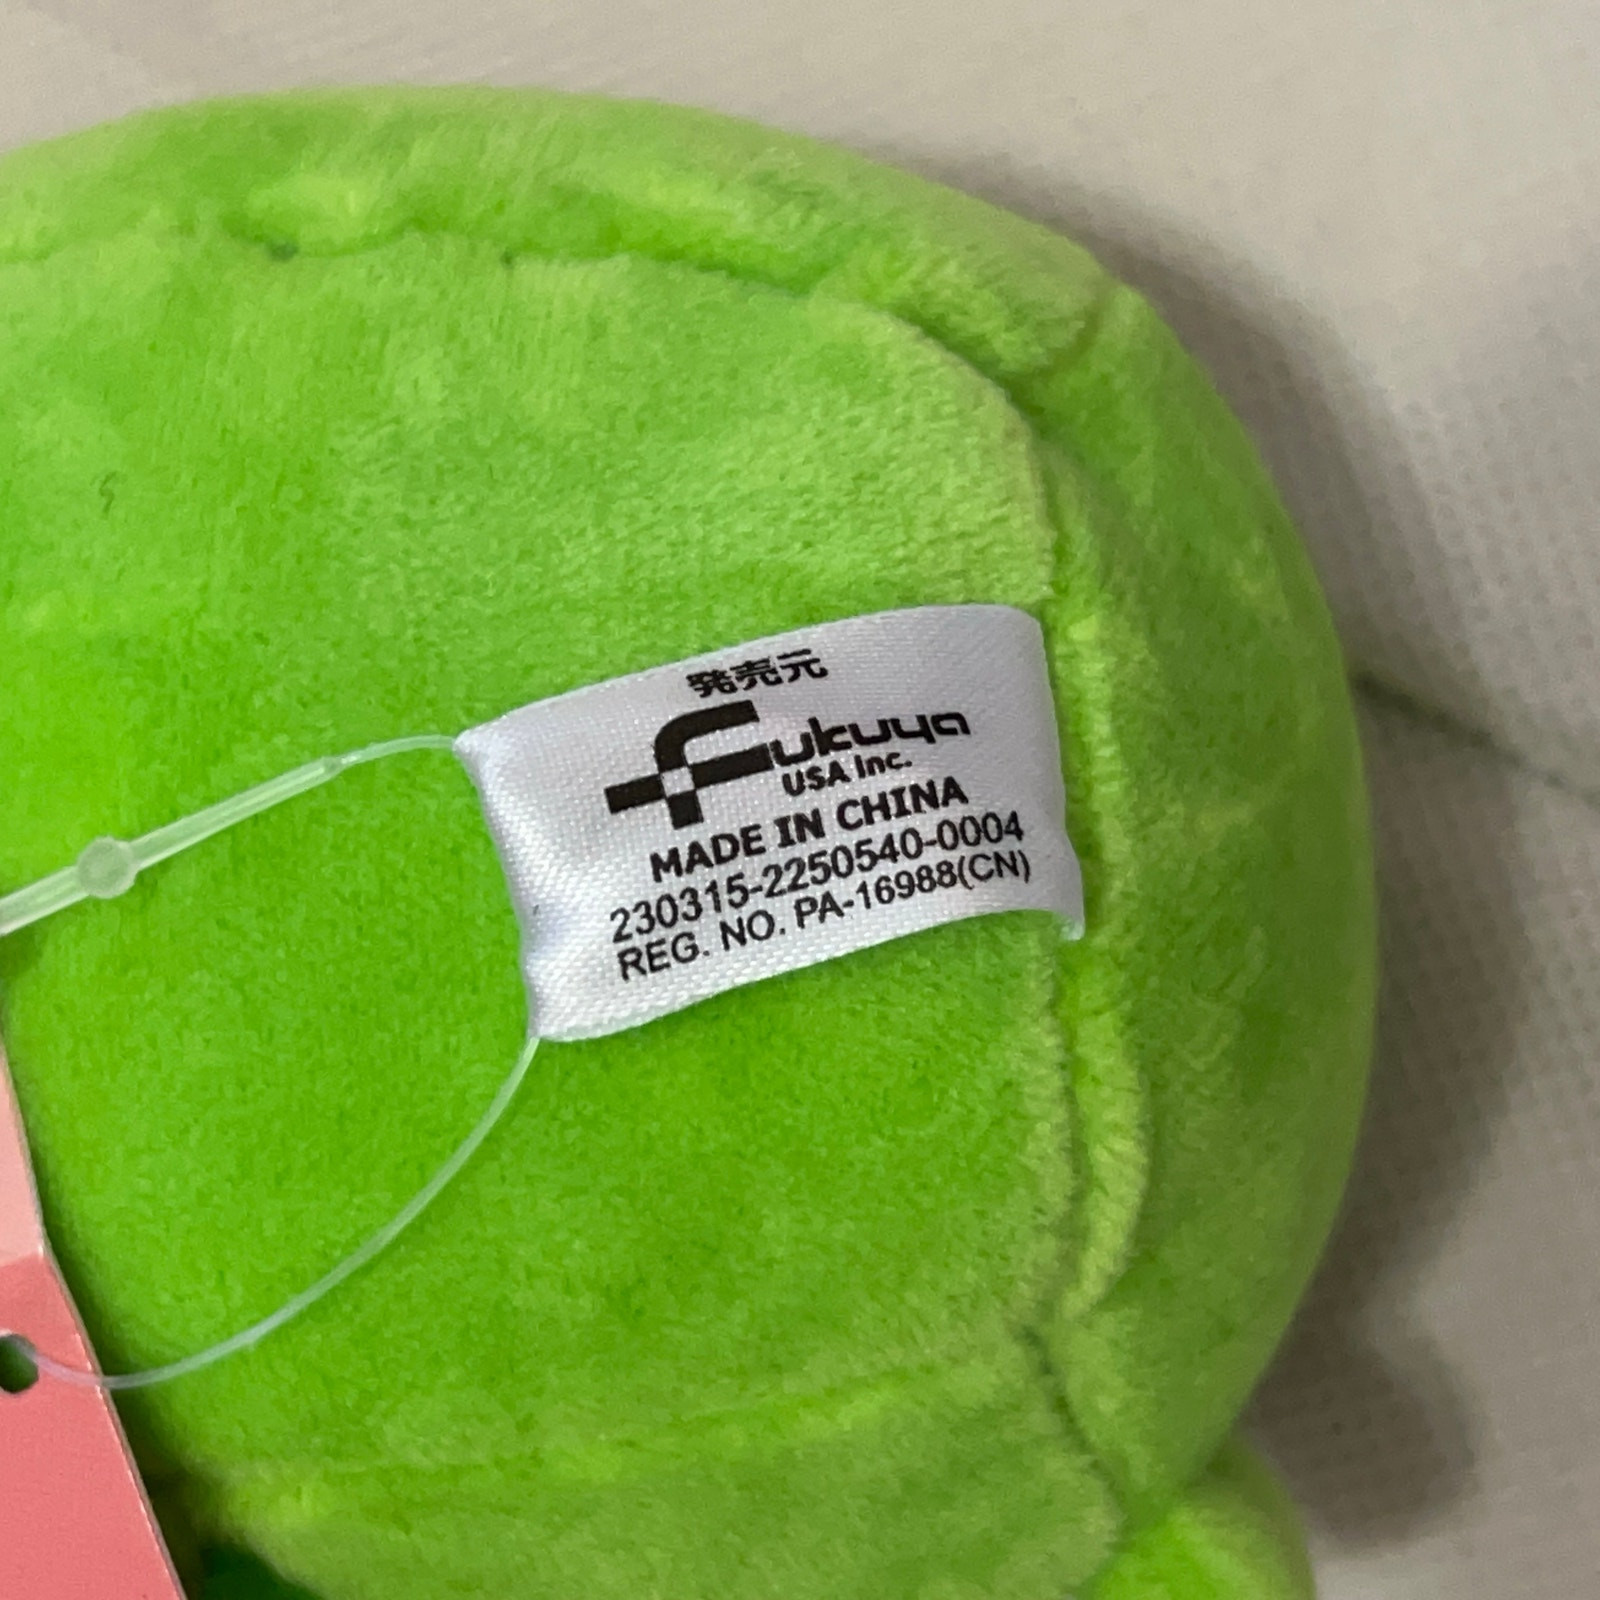 発売元
Fukuya
USA Inc.
MADE IN CHINA
230315-2250540-0004
REG. NO. PA-16988(CN)